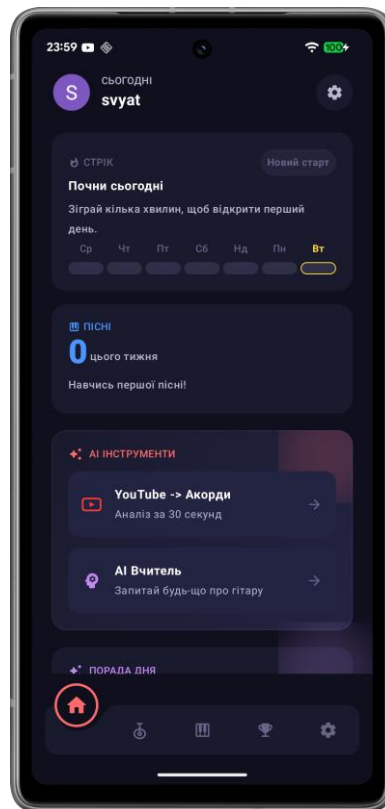 23:59
100
S
СЬОГОДНІ
svyat
СТРІК
Новий старт
Почни сьогодні
Зіграй кілька хвилин, щоб відкрити перший
день.
Ср Чт Пт Сб Нд Пн Вт
ПІСНІ
0 цього тижня
Навчись першої пісні!
AI ІНСТРУМЕНТИ
YouTube -> Акорди
Аналіз за 30 секунд
AI Вчитель
Запитай будь-що про гітару
ПОРАДА ДНЯ